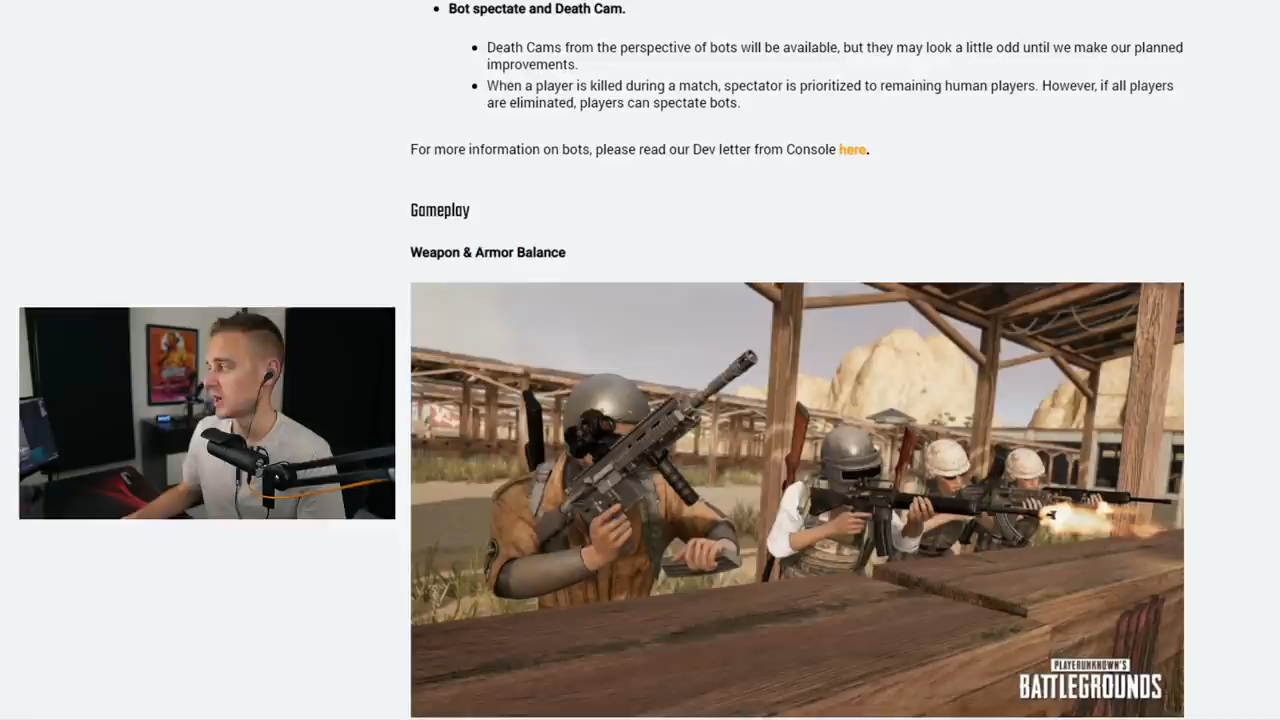 Bot spectate and Death Cam.
Death Cams from the perspective of bots will be available, but they may look a little odd until we make our planned
improvements.
When a player is killed during a match, spectator is prioritized to remaining human players. However, if all players
are eliminated, players can spectate bots.
For more information on bots, please read our Dev letter from Console here.
Gameplay
Weapon & Armor Balance
PLAYERUNKNOWN'S
BATTLEGROUNDS